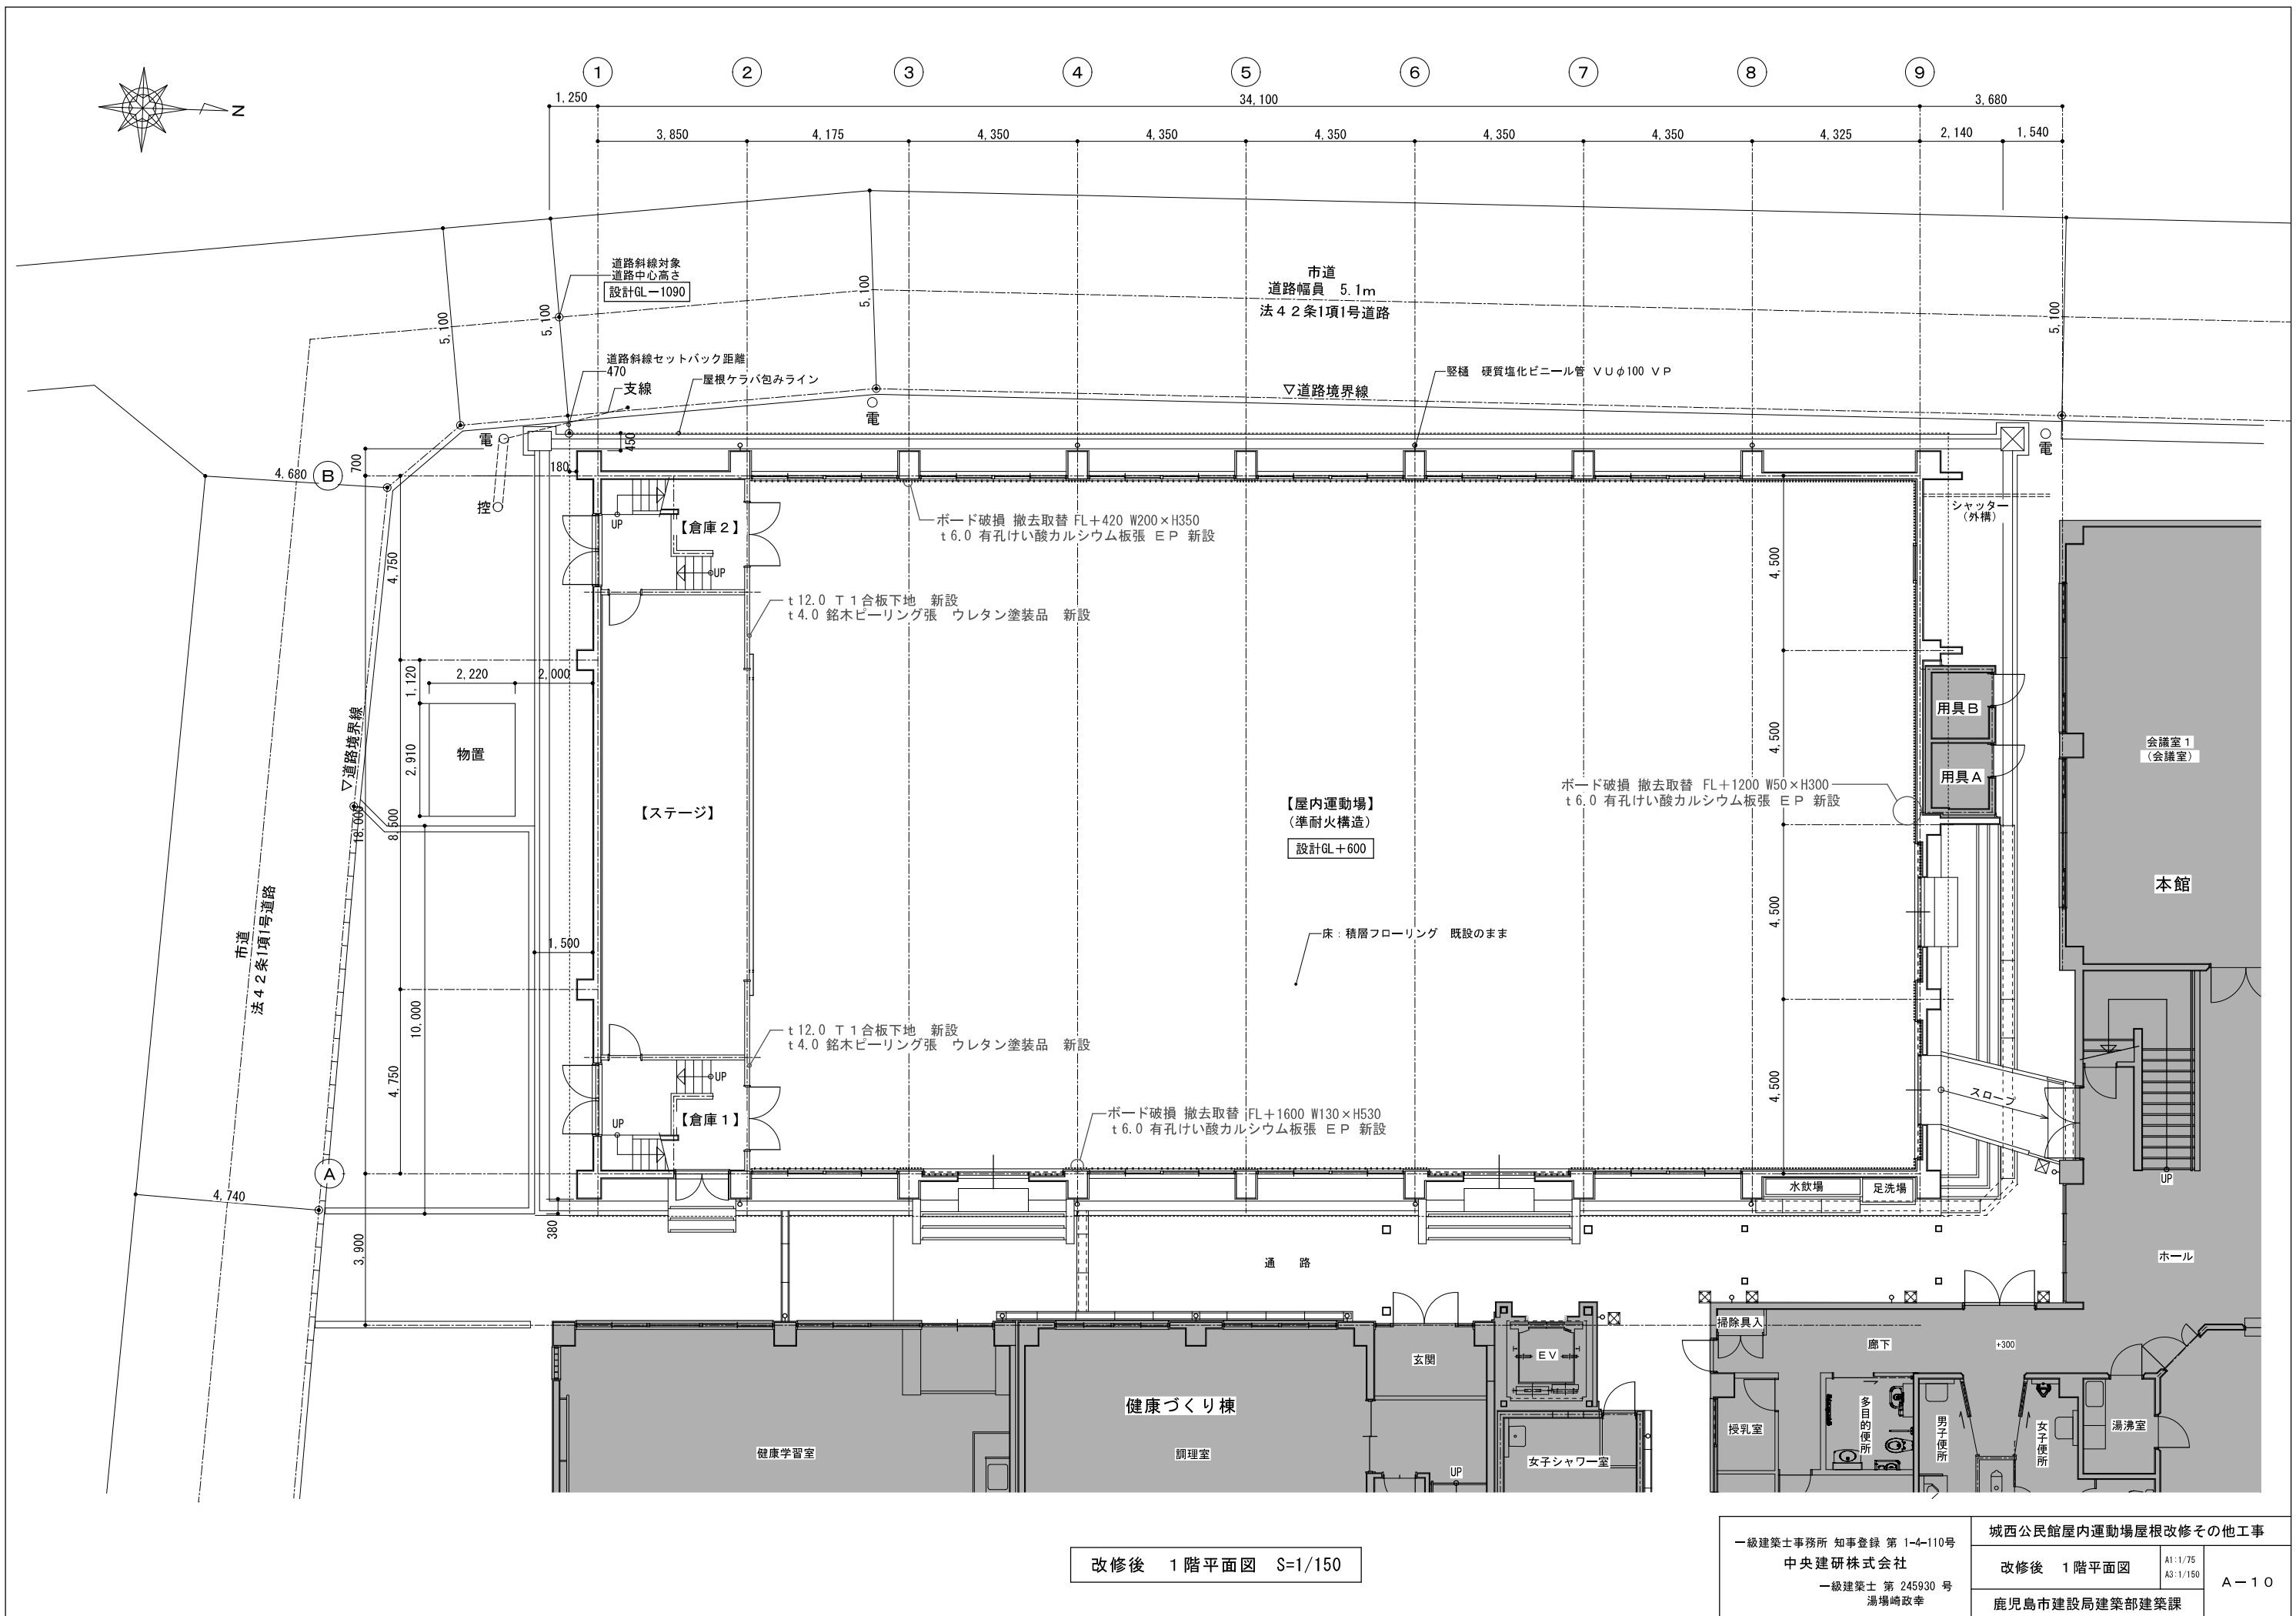 ① ② ③ ④ ⑤ ⑥ ⑦ ⑧ ⑨
N
1,250 34,100 3,680
3,850 4,175 4,350 4,350 4,350 4,350 4,350 4,325 2,140 1,540
道路斜線対象
道路中心高さ
設計GL－1090
5,100
5,100
5,100
5,100
市道
道路幅員 5.1m
法４２条1項1号道路
道路斜線セットバック距離
470
支線
屋根ケラバ包みライン
竪樋 硬質塩化ビニール管 ＶＵφ100 ＶＰ
▽道路境界線
電
電
電
控
450
180
700
4,680
B
UP
【倉庫２】
UP
ボード破損 撤去取替 FL＋420 W200×H350
ｔ6.0 有孔けい酸カルシウム板張 ＥＰ 新設
シャッター
（外構）
4,750
4,500
ｔ12.0 Ｔ１合板下地 新設
ｔ4.0 銘木ピーリング張 ウレタン塗装品 新設
1,120
2,220
2,000
2,910
物置
▽道路境界線
18,000
8,500
4,500
用具Ｂ
用具Ａ
会議室１
（会議室）
ボード破損 撤去取替 FL＋1200 W50×H300
ｔ6.0 有孔けい酸カルシウム板張 ＥＰ 新設
【ステージ】
【屋内運動場】
（準耐火構造）
設計GL＋600
本館
市道
法４２条1項1号道路
1,500
4,500
床：積層フローリング 既設のまま
10,000
4,750
ｔ12.0 Ｔ１合板下地 新設
ｔ4.0 銘木ピーリング張 ウレタン塗装品 新設
4,500
UP
UP
【倉庫１】
ボード破損 撤去取替 FL＋1600 W130×H530
ｔ6.0 有孔けい酸カルシウム板張 ＥＰ 新設
スロープ
A
4,740
3,900
380
水飲場
足洗場
UP
通 路
ホール
掃除具入
廊下
+300
玄関
ＥＶ
健康づくり棟
健康学習室
調理室
UP
女子シャワー室
授乳室
多目的便所
男子便所
女子便所
湯沸室
改修後 １階平面図 S=1/150
一級建築士事務所 知事登録 第 1-4-110号
中央建研株式会社
一級建築士 第 245930 号
湯場崎政幸
城西公民館屋内運動場屋根改修その他工事
改修後 １階平面図
A1:1/75
A3:1/150
Ａ－１０
鹿児島市建設局建築部建築課